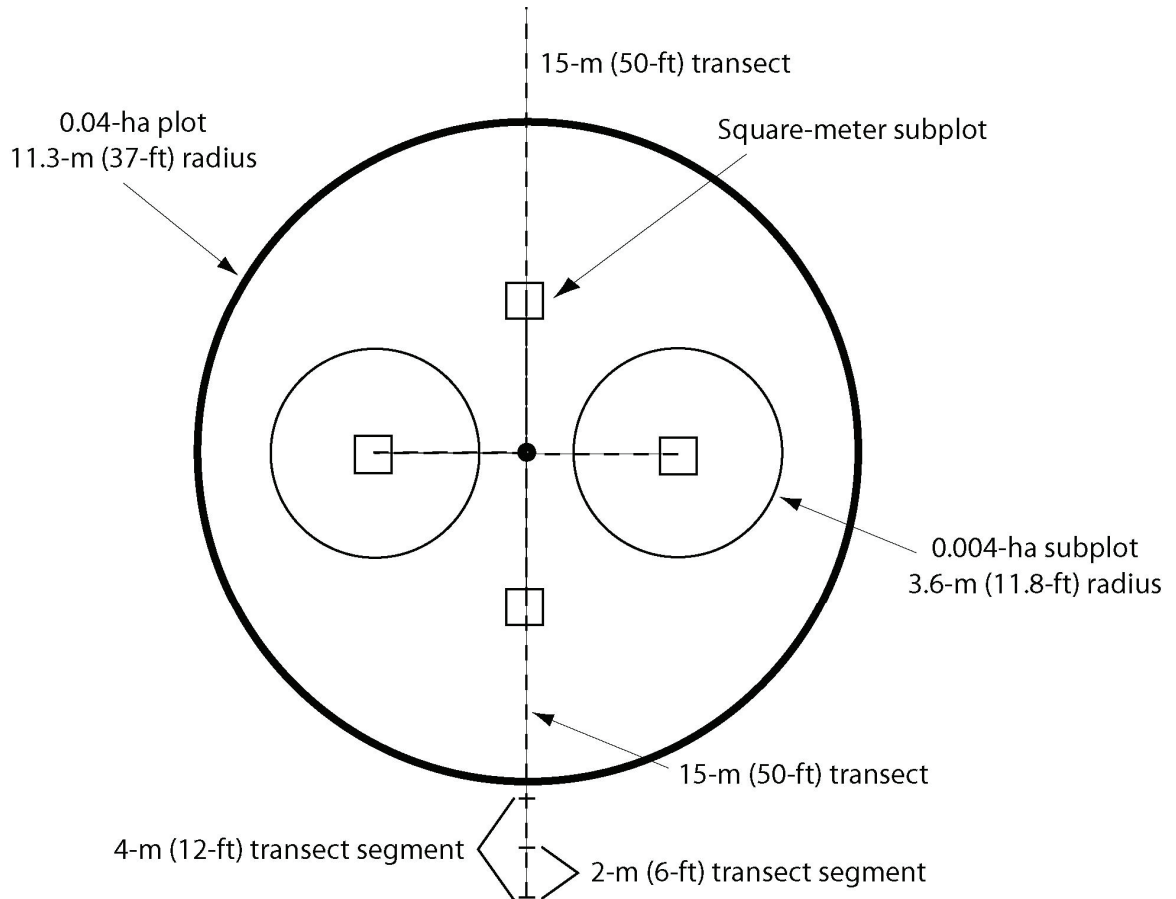 15-m (50-ft) transect
0.04-ha plot
11.3-m (37-ft) radius
Square-meter subplot
0.004-ha subplot
3.6-m (11.8-ft) radius
15-m (50-ft) transect
4-m (12-ft) transect segment
2-m (6-ft) transect segment